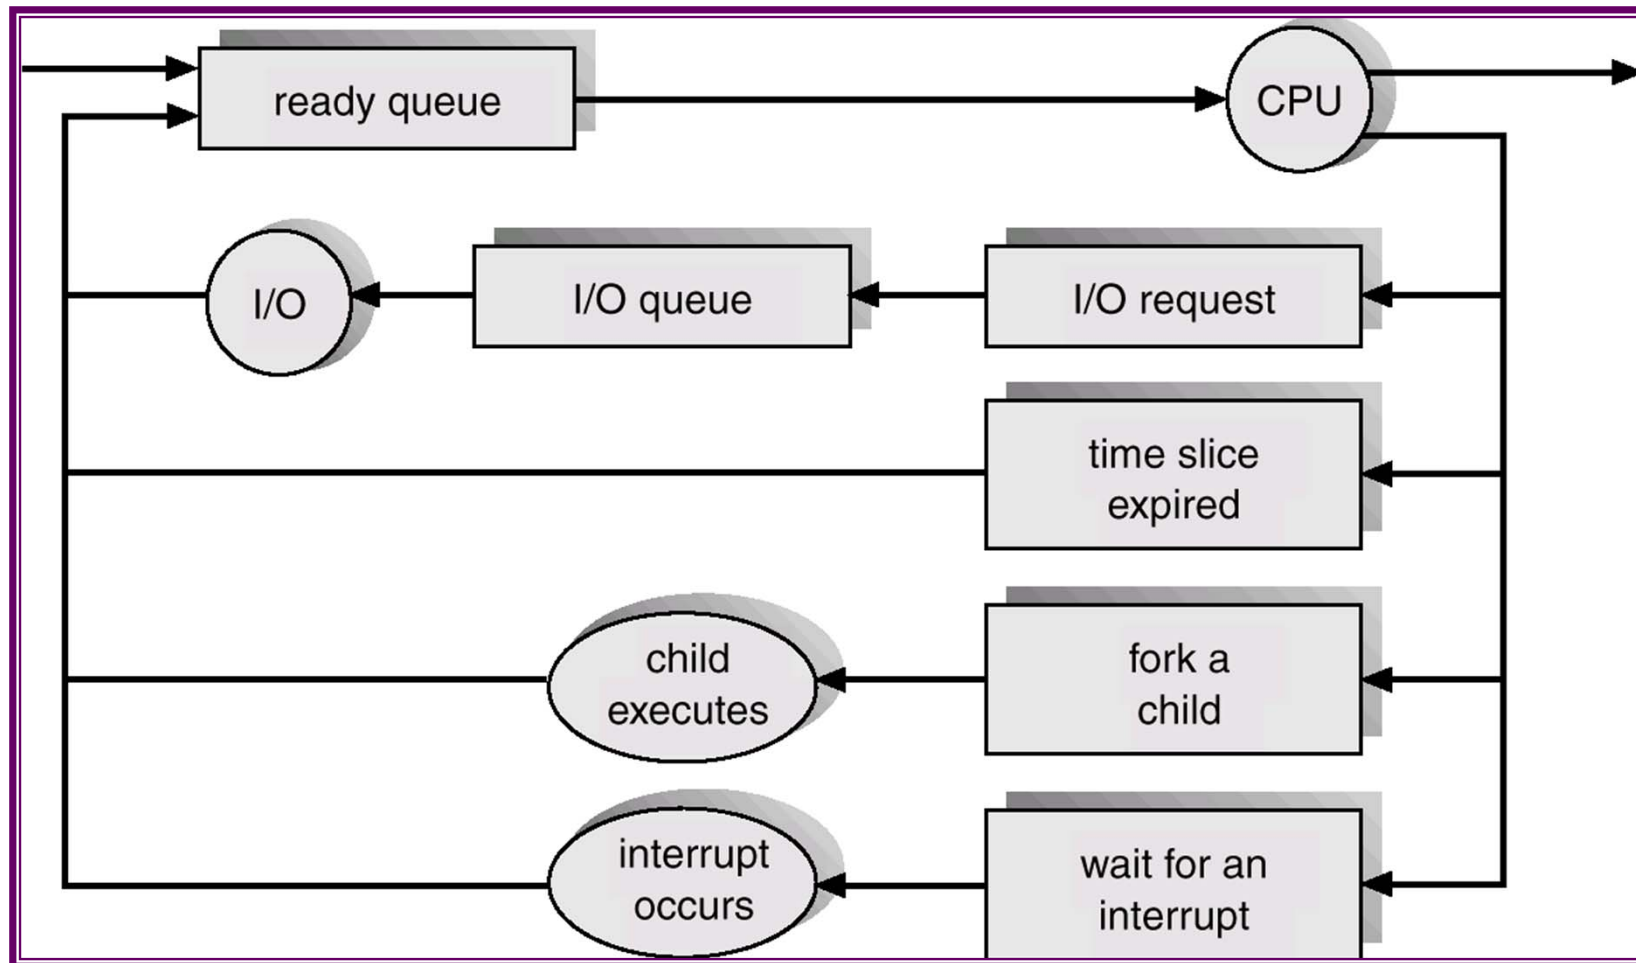 ready queue
CPU
I/O
I/O queue
I/O request
time slice
expired
child
executes
fork a
child
interrupt
occurs
wait for an
interrupt